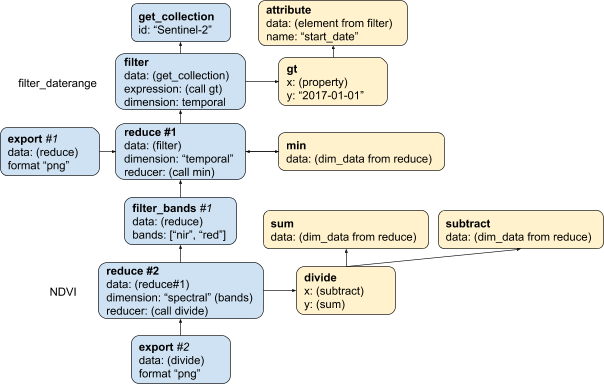 get_collection
id: “Sentinel-2”
attribute
data: (element from filter)
name: “start_date”
filter_daterange
filter
data: (get_collection)
expression: (call gt)
dimension: temporal
gt
x: (property)
y: “2017-01-01”
export #1
data: (reduce)
format “png”
reduce #1
data: (filter)
dimension: “temporal”
reducer: (call min)
min
data: (dim_data from reduce)
filter_bands #1
data: (reduce)
bands: [“nir”, “red”]
sum
data: (dim_data from reduce)
subtract
data: (dim_data from reduce)
NDVI
reduce #2
data: (reduce#1)
dimension: “spectral” (bands)
reducer: (call divide)
divide
x: (subtract)
y: (sum)
export #2
data: (divide)
format “png”